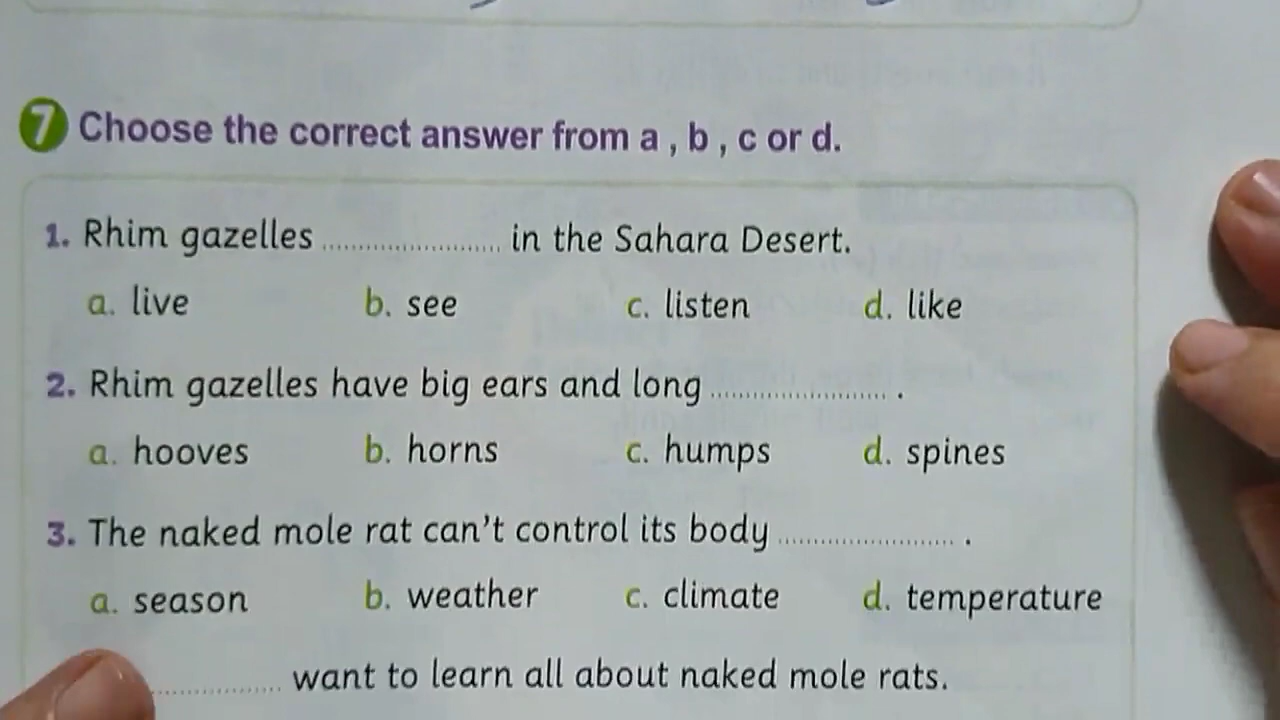 7 Choose the correct answer from a , b , c or d.
1. Rhim gazelles ........................ in the Sahara Desert.
a. live b. see c. listen d. like
2. Rhim gazelles have big ears and long ........................ .
a. hooves b. horns c. humps d. spines
3. The naked mole rat can't control its body ........................ .
a. season b. weather c. climate d. temperature
.................. want to learn all about naked mole rats.